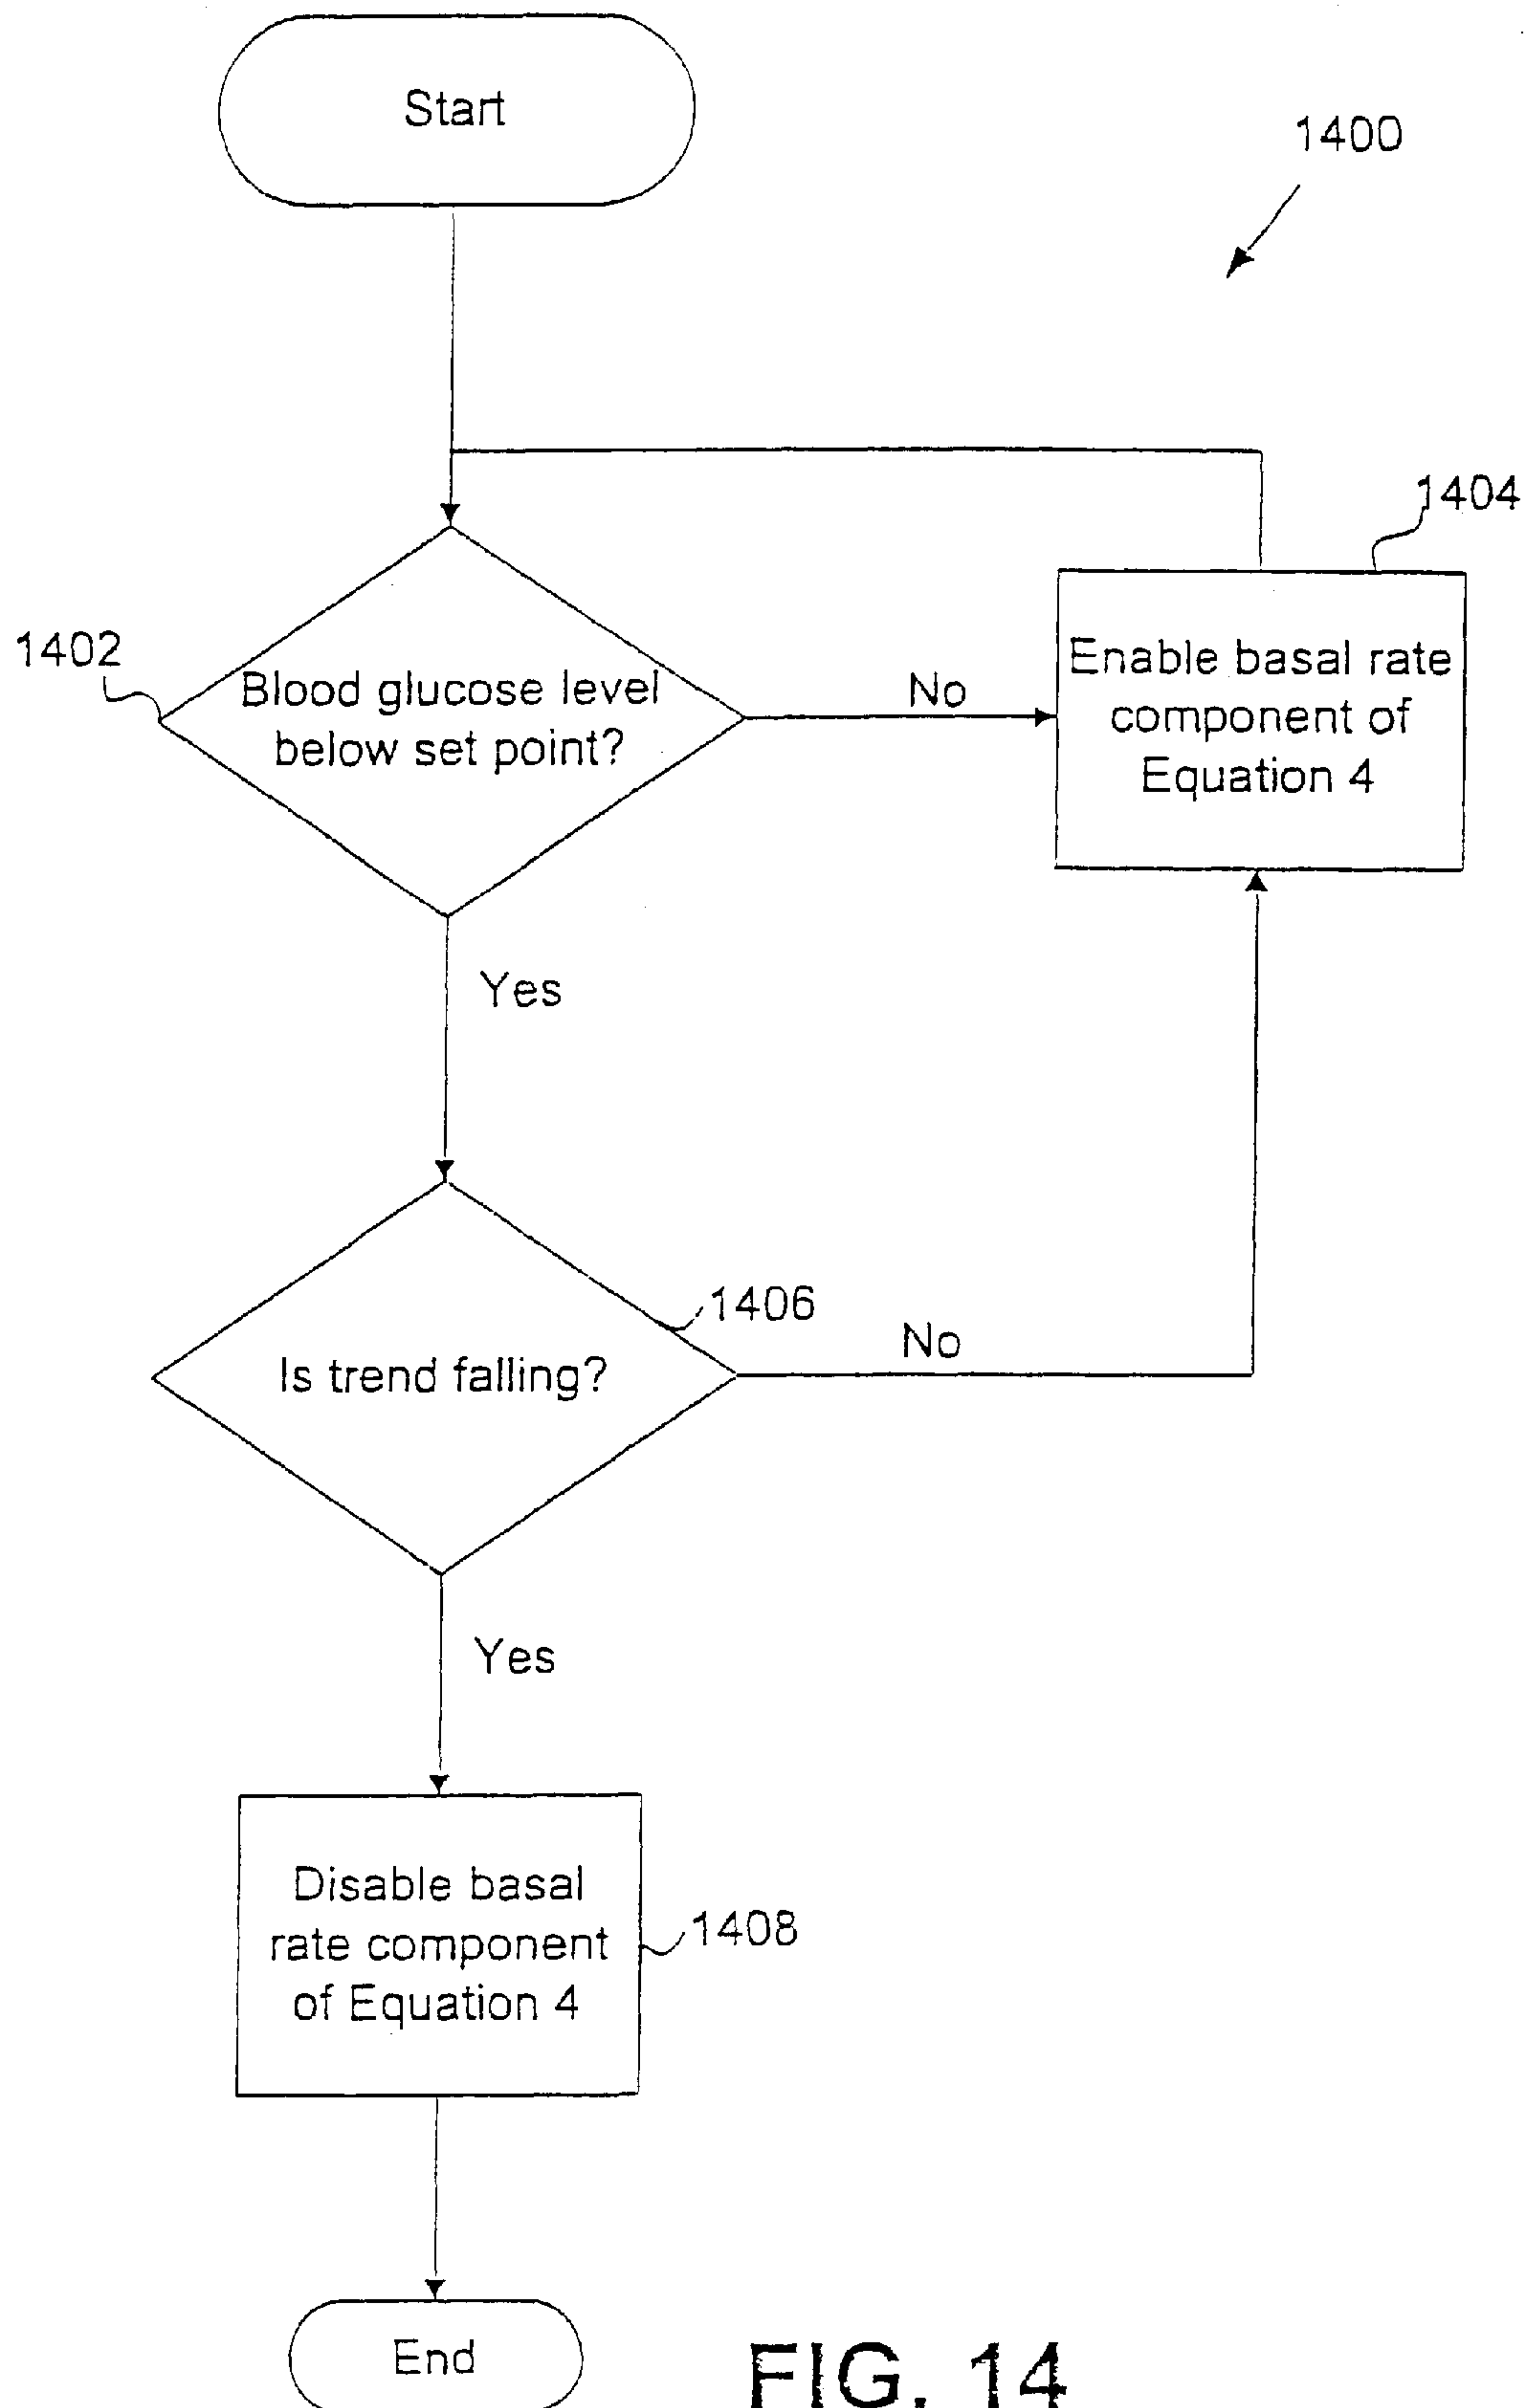 Start
1400
1404
1402
Blood glucose level
below set point?
No
Enable basal rate
component of
Equation 4
Yes
1406
Is trend falling?
No
Yes
Disable basal
rate component
of Equation 4
1408
End
FIG. 14